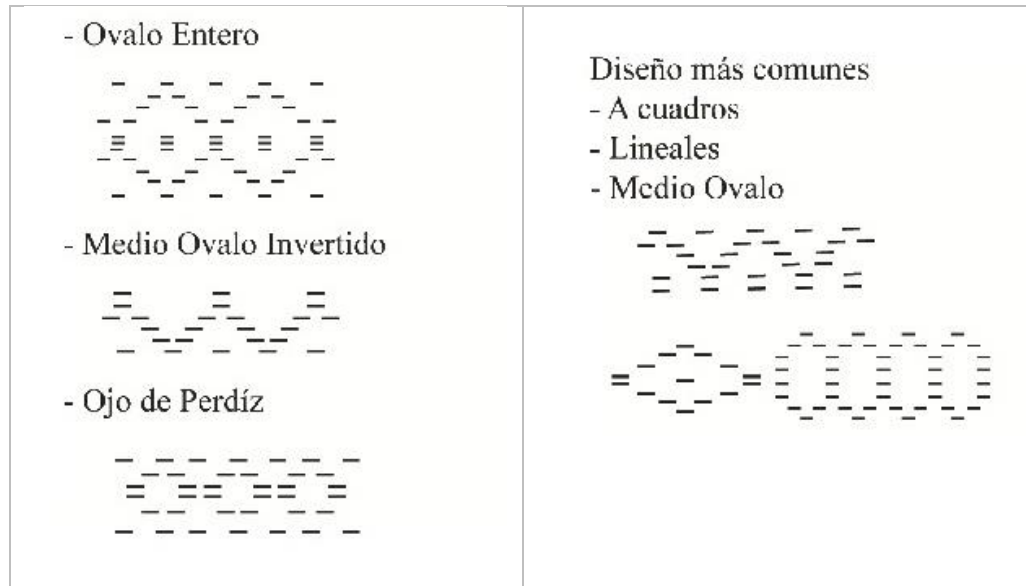 - Ovalo Entero
- Medio Ovalo Invertido
- Ojo de Perdíz
Diseño más comunes
- A cuadros
- Lineales
- Medio Ovalo